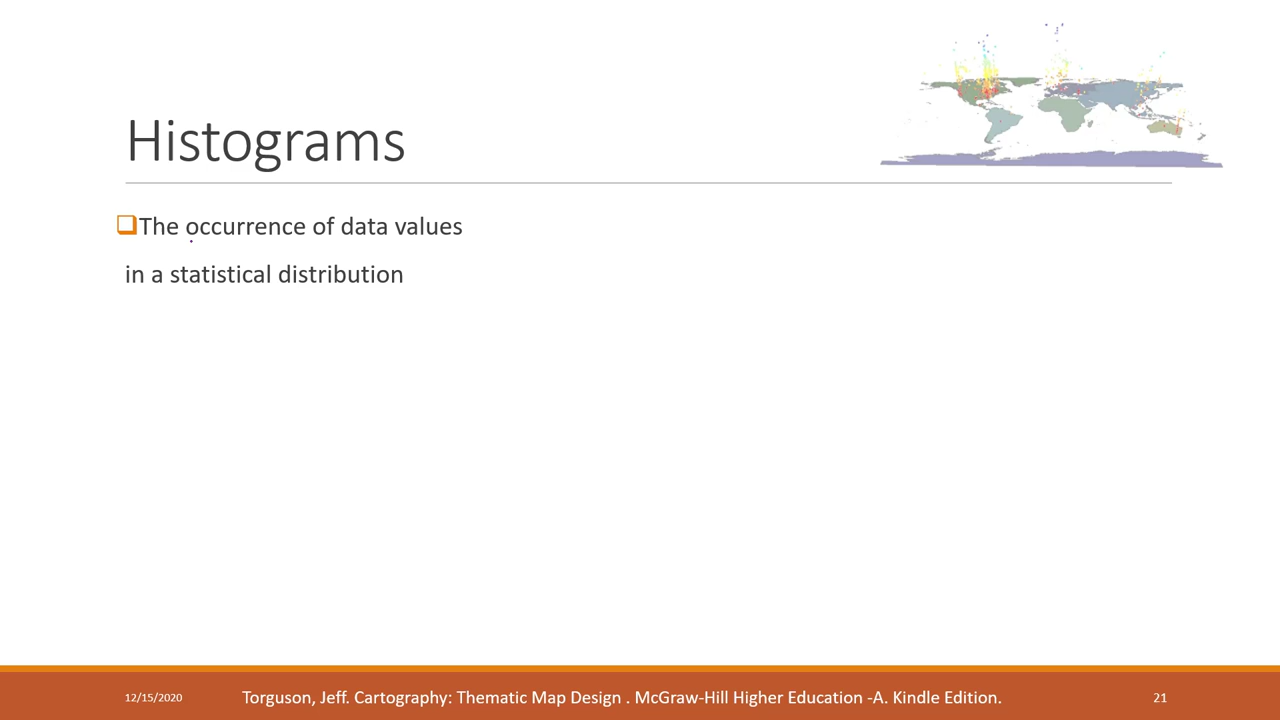 Histograms
The occurrence of data values
in a statistical distribution
12/15/2020
Torguson, Jeff. Cartography: Thematic Map Design . McGraw-Hill Higher Education -A. Kindle Edition.
21